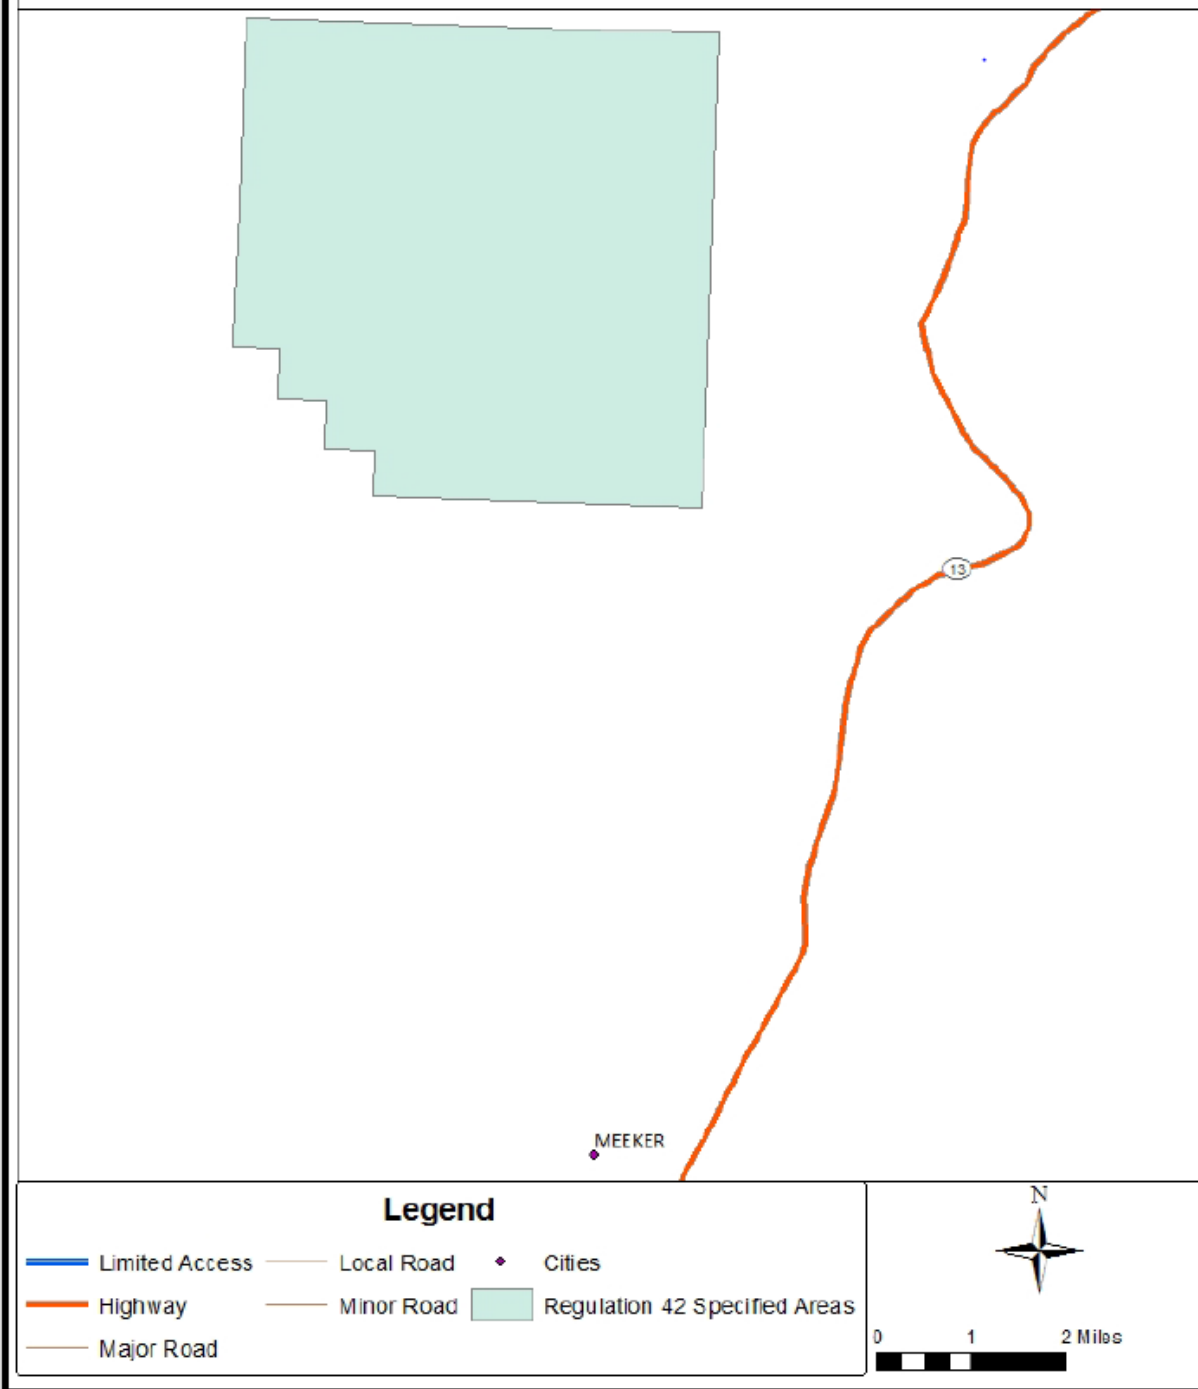 13
MEEKER
Legend
Limited Access
Local Road
Cities
Highway
Minor Road
Regulation 42 Specified Areas
Major Road
N
0 1 2 Miles